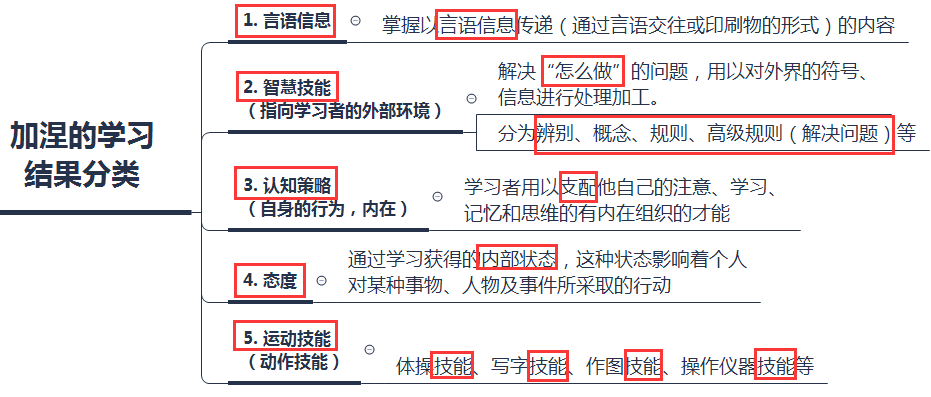 加涅的学习
结果分类
1. 言语信息
掌握以言语信息传递（通过言语交往或印刷物的形式）的内容
2. 智慧技能
（指向学习者的外部环境）
解决“怎么做”的问题，用以对外界的符号、
信息进行处理加工。
分为辨别、概念、规则、高级规则（解决问题）等
3. 认知策略
（自身的行为，内在）
学习者用以支配他自己的注意、学习、
记忆和思维的有内在组织的才能
4. 态度
通过学习获得的内部状态，这种状态影响着个人
对某种事物、人物及事件所采取的行动
5. 运动技能
（动作技能）
体操技能、写字技能、作图技能、操作仪器技能等